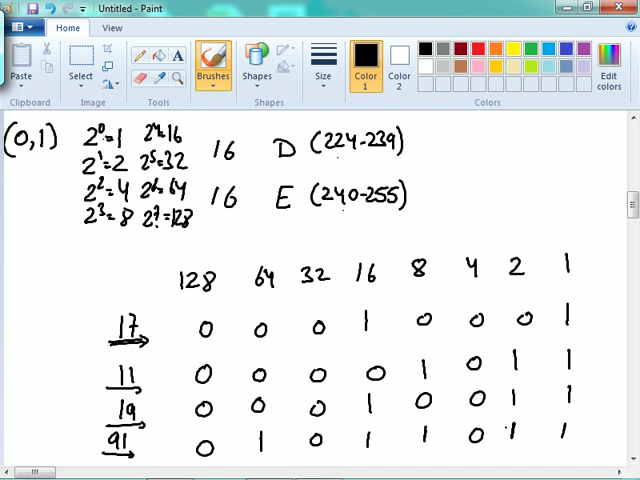 Untitled - Paint
Home View
Paste Select Brushes Shapes Size Color 1 Color 2 Edit colors
Clipboard Image Tools Shapes Colors
(0,1) 2⁰=1 2⁴=16 16 D (224-239)
2¹=2 2⁵=32
2²=4 2⁶=64 16 E (240-255)
2³=8 2⁷=128
128 64 32 16 8 4 2 1
17 0 0 0 1 0 0 0 1
11 0 0 0 0 1 0 1 1
19 0 0 0 1 0 0 1 1
91 0 1 0 1 1 0 1 1